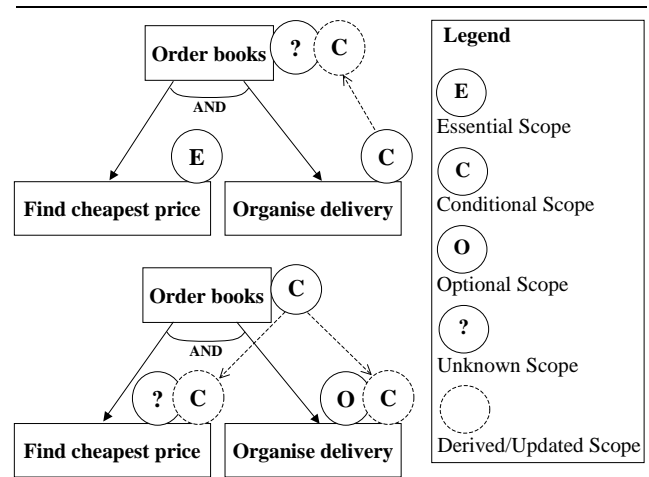 Order books
?
C
AND
E
C
Find cheapest price
Organise delivery
Order books
C
AND
?
C
O
C
Find cheapest price
Organise delivery
Legend
E
Essential Scope
C
Conditional Scope
O
Optional Scope
?
Unknown Scope
Derived/Updated Scope